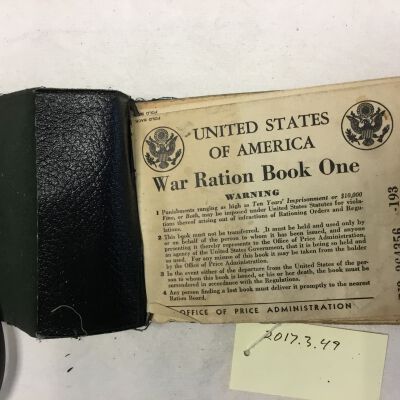 UNITED STATES
OF AMERICA
War Ration Book One
WARNING
1 Punishments ranging as high as Ten Years' Imprisonment or $10,000
Fine, or Both, may be imposed under United States Statutes for viola-
tions thereof arising out of infractions of Rationing Orders and Regu-
lations.
2 This book must not be transferred. It must be held and used only by
or on behalf of the person to whom it has been issued, and anyone
presenting it thereby represents to the Office of Price Administration,
an agency of the United States Government, that it is being so held and
so used. For any misuse of this book it may be taken from the holder
by the Office of Price Administration.
3 In the event either of the departure from the United States of the per-
son to whom this book is issued, or his or her death, the book must be
surrendered in accordance with the Regulations.
4 Any person finding a lost book must deliver it promptly to the nearest
Ration Board.
OFFICE OF PRICE ADMINISTRATION
FOLD BACK
FOLD BACK
-193
2017.3.49